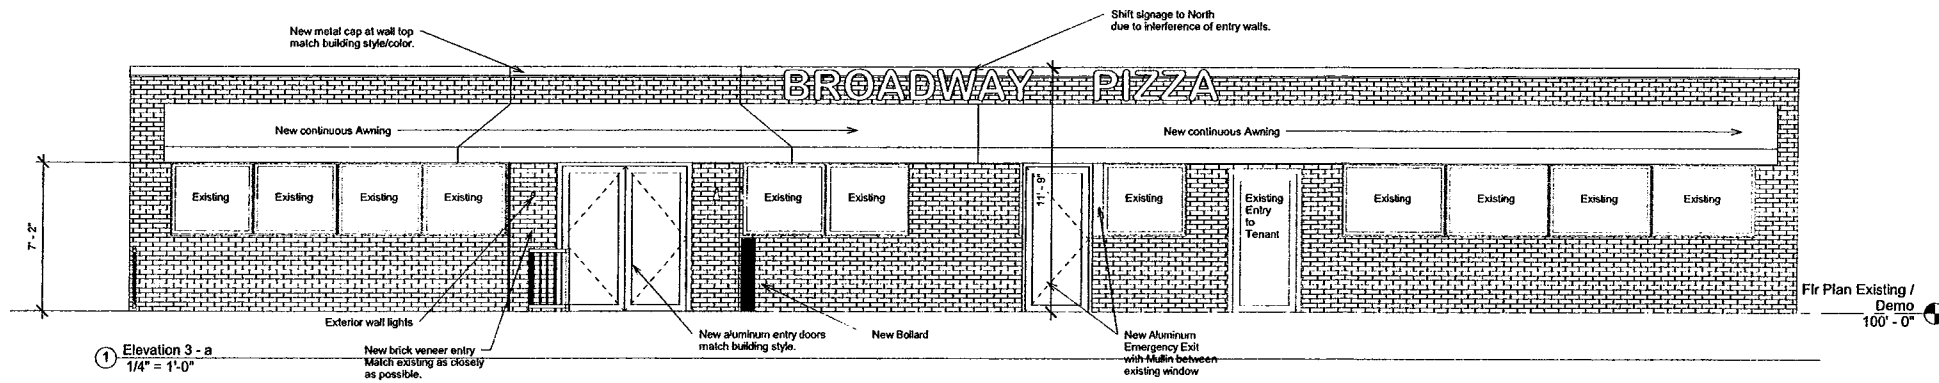 New metal cap at wall top
match building style/color.
Shift signage to North
due to interference of entry walls.
BROADWAY PIZZA
New continuous Awning
New continuous Awning
7' - 2"
Existing
Existing
Existing
Existing
Existing
Existing
11' - 9"
Existing
Existing
Entry
to
Tenant
Existing
Existing
Existing
Existing
Flr Plan Existing /
Demo
100' - 0"
Exterior wall lights
New brick veneer entry
Match existing as closely
as possible.
New aluminum entry doors
match building style.
New Bollard
New Aluminum
Emergency Exit
with Mullin between
existing window
1
Elevation 3 - a
1/4" = 1'-0"